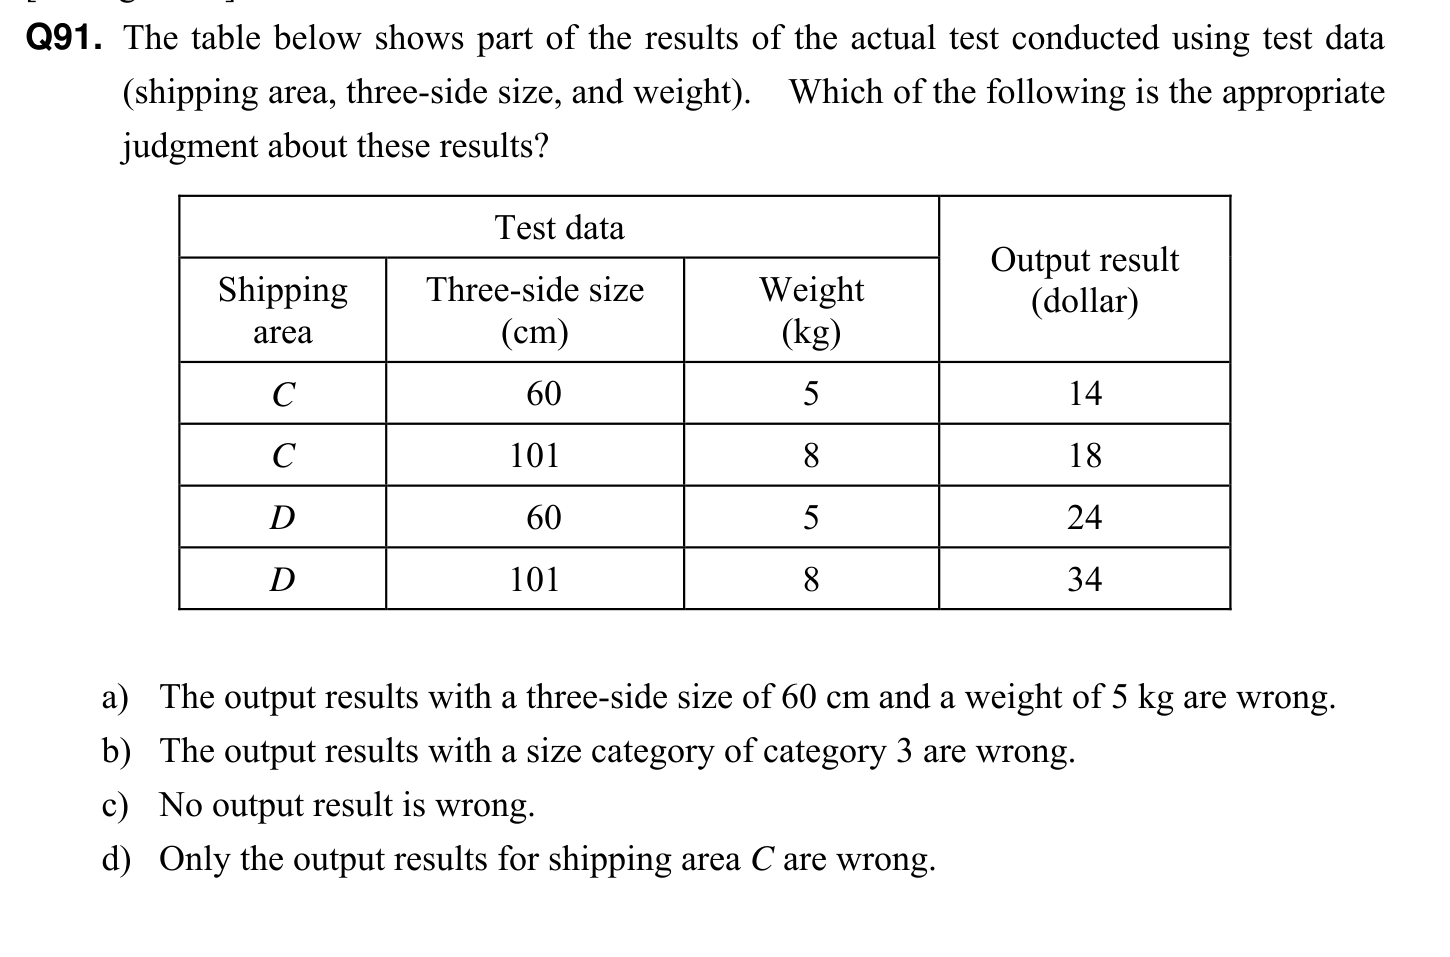 Q91. The table below shows part of the results of the actual test conducted using test data
(shipping area, three-side size, and weight). Which of the following is the appropriate
judgment about these results?
Test data
Output result
(dollar)
Shipping
area
Three-side size
(cm)
Weight
(kg)
C 60 5 14
C 101 8 18
D 60 5 24
D 101 8 34
a) The output results with a three-side size of 60 cm and a weight of 5 kg are wrong.
b) The output results with a size category of category 3 are wrong.
c) No output result is wrong.
d) Only the output results for shipping area C are wrong.